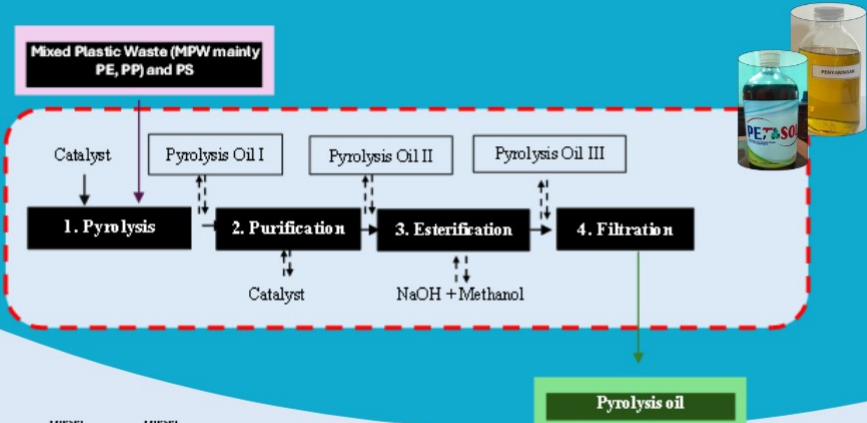 Mixed Plastic Waste (MPW mainly
PE, PP) and PS
Catalyst
Pyrolysis Oil I
Pyrolysis Oil II
Pyrolysis Oil III
1. Pyrolysis
2. Purification
3. Esterification
4. Filtration
Catalyst
NaOH + Methanol
Pyrolysis oil
PENYARINGAN